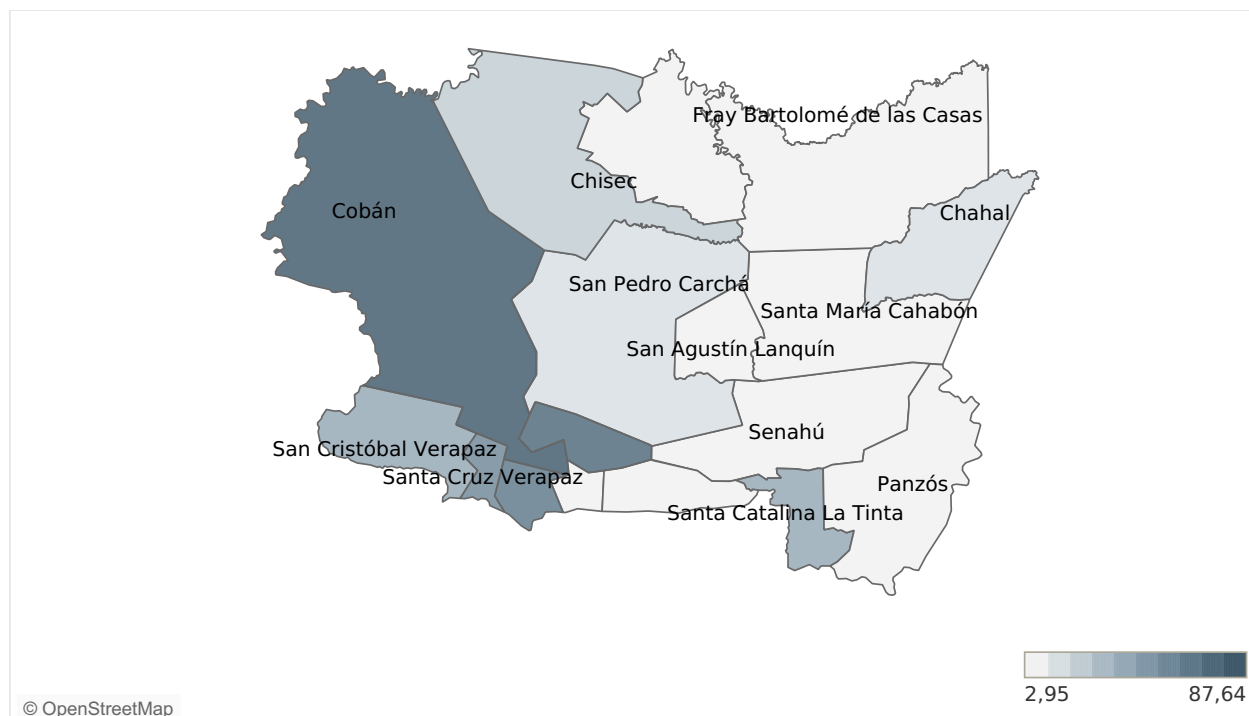 Fray Bartolomé de las Casas
Chisec
Cobán
Chahal
San Pedro Carchá
Santa María Cahabón
San Agustín Lanquín
Senahú
San Cristóbal Verapaz
Santa Cruz Verapaz
Panzós
Santa Catalina La Tinta
2,95 87,64
© OpenStreetMap